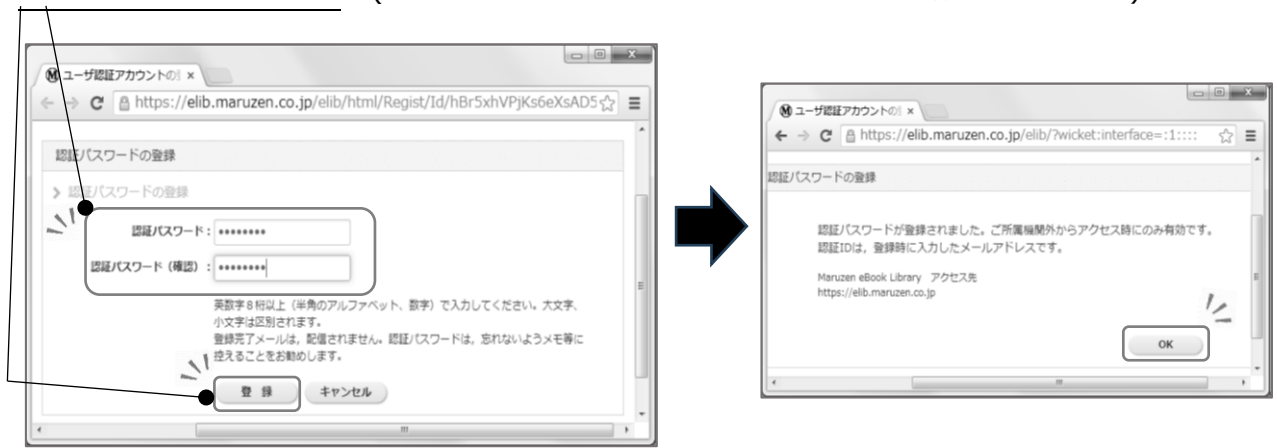 (
)
ユーザ認証アカウントの
https://elib.maruzen.co.jp/elib/html/Regist/Id/hBr5xhVPjKs6eXsAD5
認証パスワードの登録
> 認証パスワードの登録
認証パスワード: ••••••••
認証パスワード(確認): ••••••••
英数字8桁以上(半角のアルファベット、数字)で入力してください。大文字、
小文字は区別されます。
登録完了メールは, 配信されません。認証パスワードは, 忘れないようメモ等に
控えることをお勧めします。
登 録 キャンセル
ユーザ認証アカウントの
https://elib.maruzen.co.jp/elib/?wicket:interface=:1::::
認証パスワードの登録
認証パスワードが登録されました。ご所属機関外からアクセス時にのみ有効です。
認証IDは, 登録時に入力したメールアドレスです。
Maruzen eBook Library アクセス先
https://elib.maruzen.co.jp
OK